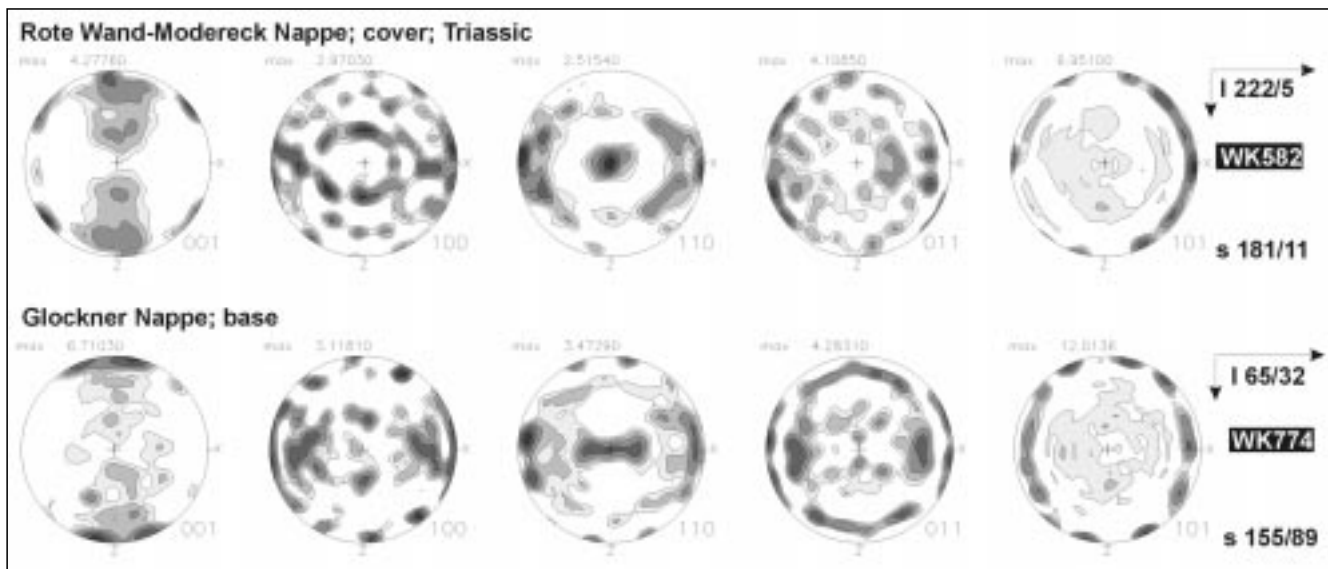 Rote Wand-Modereck Nappe; cover; Triassic
max 4.27760
max 2.97030
max 2.51540
max 4.10850
max 6.95100
x x x x x
001 100 110 011 101
z z z z z
l 222/5
WK582
s 181/11
Glockner Nappe; base
max 6.71030
max 3.11810
max 3.47290
max 4.28310
max 12.0136
x x x x x
001 100 110 011 101
z z z z z
l 65/32
WK774
s 155/89